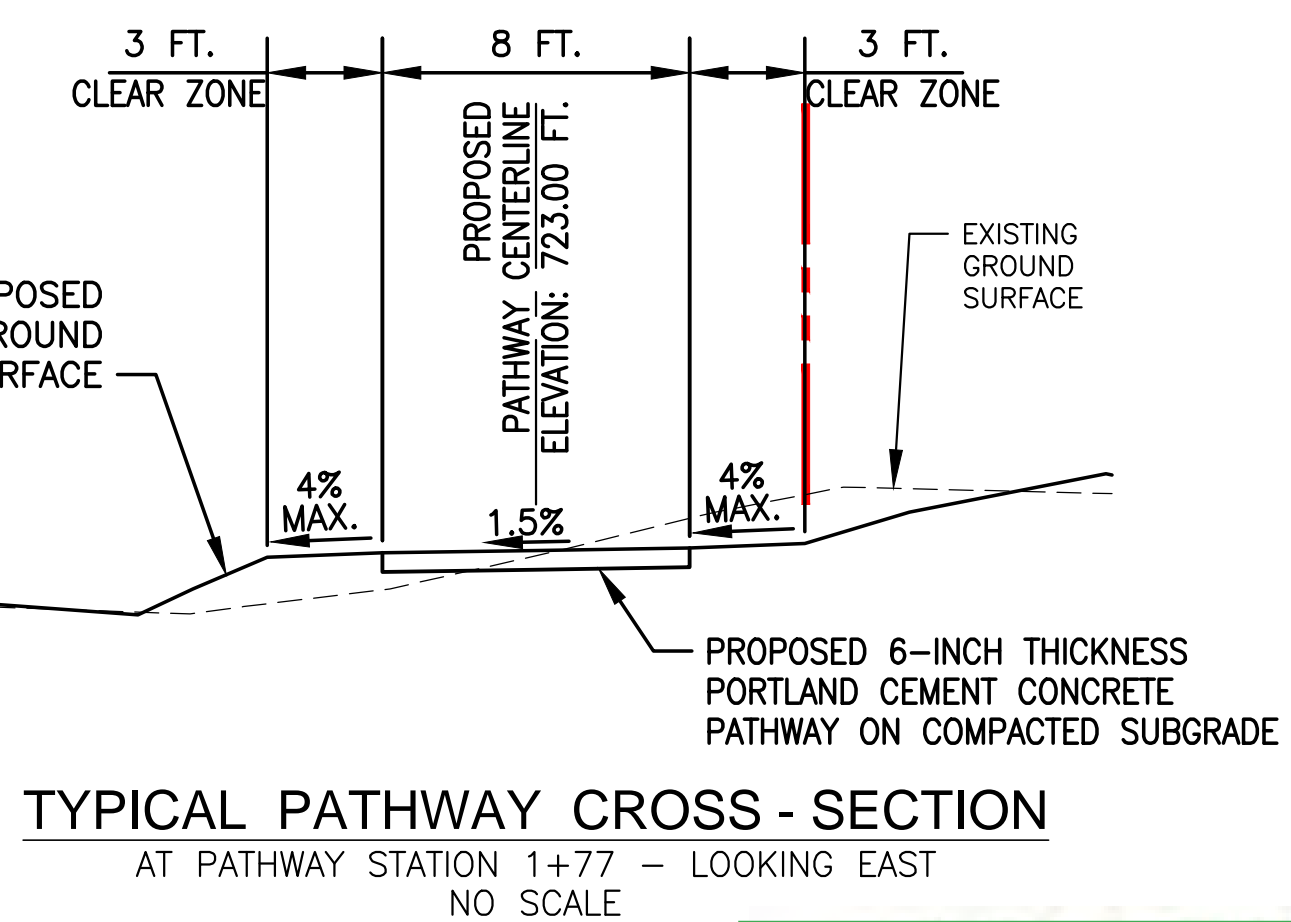 3 FT.
CLEAR ZONE
8 FT.
3 FT.
CLEAR ZONE
PROPOSED
PATHWAY CENTERLINE
ELEVATION: 723.00 FT.
EXISTING
GROUND
SURFACE
POSED
ROUND
RFACE
4%
MAX.
1.5%
4%
MAX.
PROPOSED 6-INCH THICKNESS
PORTLAND CEMENT CONCRETE
PATHWAY ON COMPACTED SUBGRADE
TYPICAL PATHWAY CROSS - SECTION
AT PATHWAY STATION 1+77 – LOOKING EAST
NO SCALE